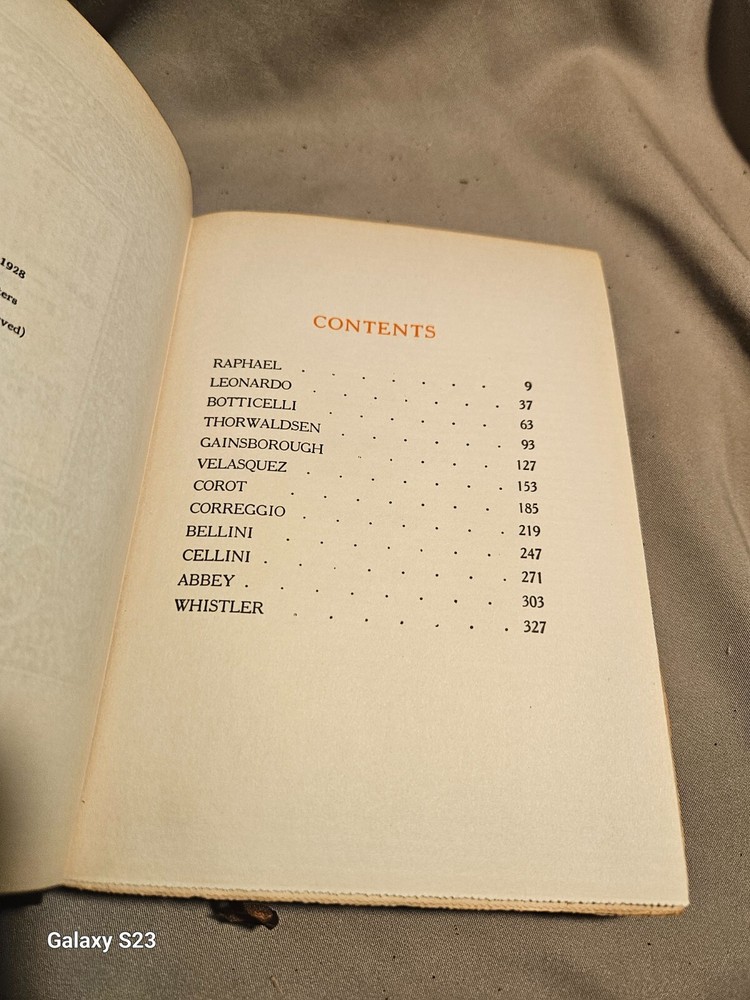 1928
CONTENTS
RAPHAEL . . . . . . 9
LEONARDO . . . . . . 37
BOTTICELLI . . . . . . 63
THORWALDSEN . . . . . 93
GAINSBOROUGH . . . . . 127
VELASQUEZ . . . . . . 153
COROT . . . . . . 185
CORREGGIO . . . . . . 219
BELLINI . . . . . . 247
CELLINI . . . . . . . 271
ABBEY . . . . . . . 303
WHISTLER . . . . . . 327
Galaxy S23